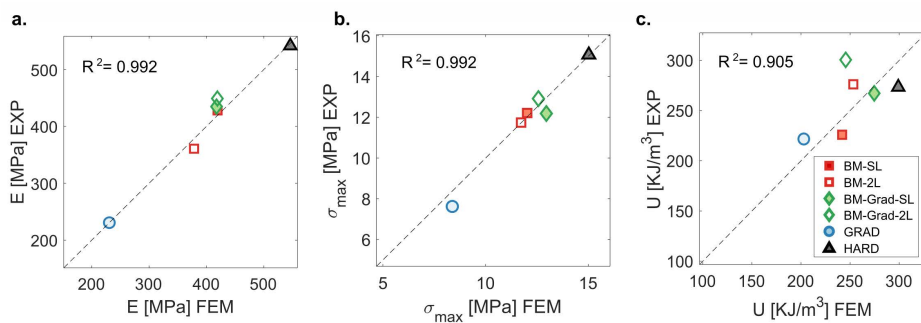 a.
R²= 0.992
500
400
300
200
E [MPa] EXP
200
300
400
500
E [MPa] FEM
b.
R²= 0.992
16
14
12
10
8
6
σmax [MPa] EXP
5
10
15
σmax [MPa] FEM
c.
R²= 0.905
300
250
200
150
100
U [KJ/m³] EXP
100
150
200
250
300
U [KJ/m³] FEM
BM-SL
BM-2L
BM-Grad-SL
BM-Grad-2L
GRAD
HARD